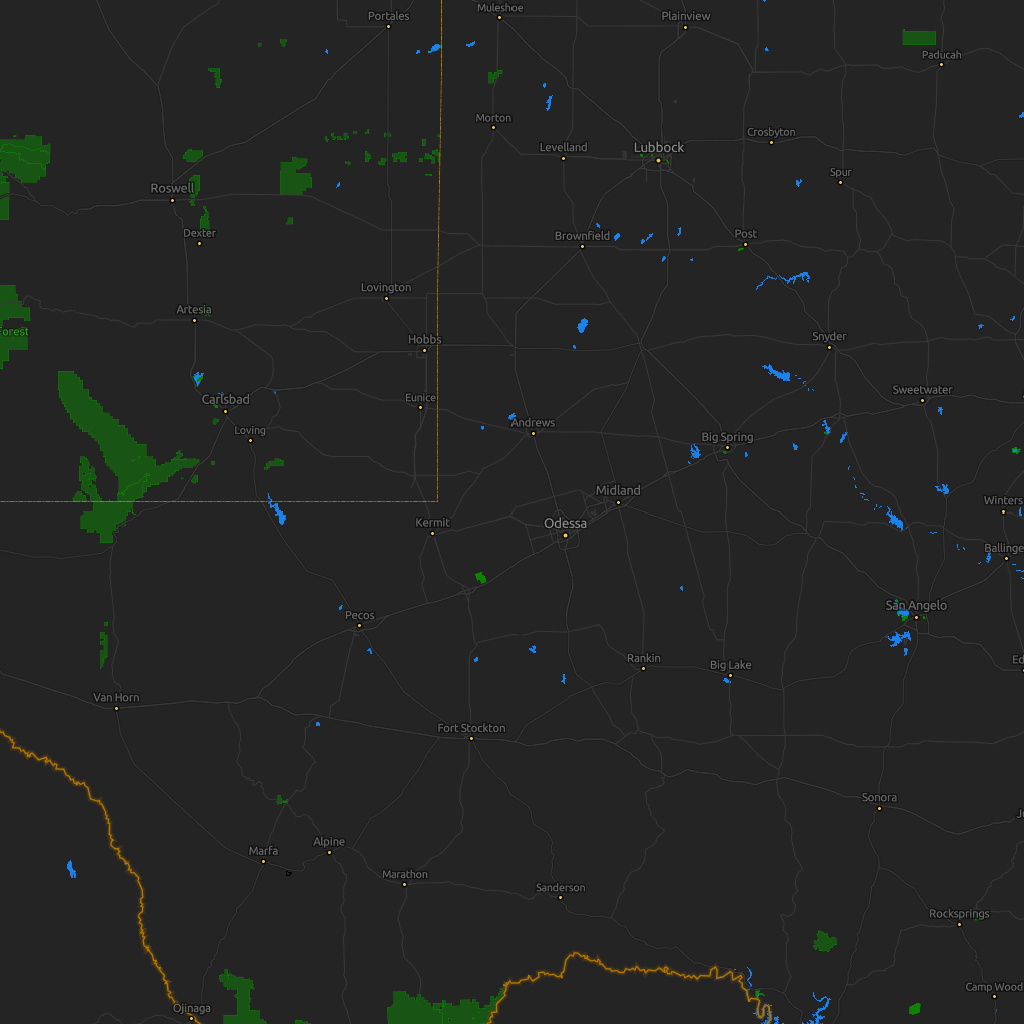 Muleshoe
Portales
Plainview
Paducah
Morton
Crosbyton
Levelland
Lubbock
Spur
Roswell
Dexter
Brownfield
Post
Lovington
Artesia
Forest
Hobbs
Snyder
Carlsbad
Eunice
Sweetwater
Loving
Andrews
Big Spring
Midland
Winters
Kermit
Odessa
Ballinge
Pecos
San Angelo
Rankin
Big Lake
Ed
Van Horn
Fort Stockton
Sonora
Ju
Marfa
Alpine
Marathon
Sanderson
Rocksprings
Camp Wood
Ojinaga